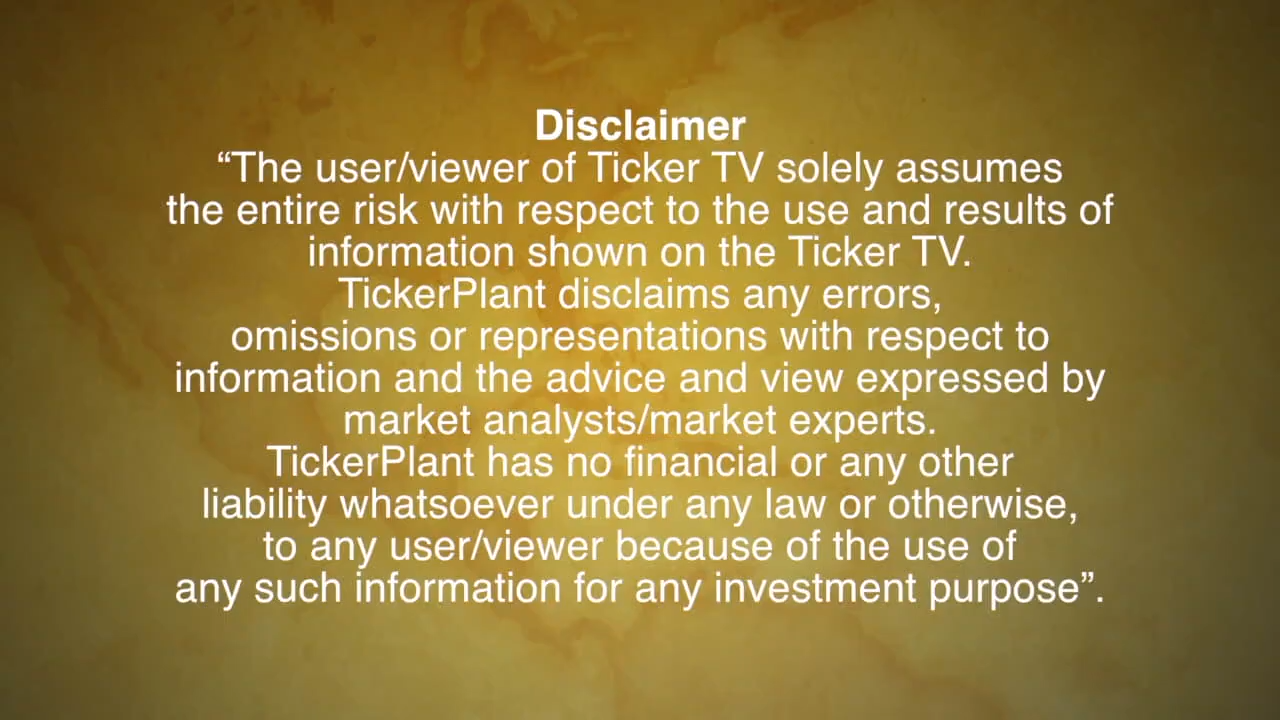 Disclaimer
“The user/viewer of Ticker TV solely assumes
the entire risk with respect to the use and results of
information shown on the Ticker TV.
TickerPlant disclaims any errors,
omissions or representations with respect to
information and the advice and view expressed by
market analysts/market experts.
TickerPlant has no financial or any other
liability whatsoever under any law or otherwise,
to any user/viewer because of the use of
any such information for any investment purpose”.